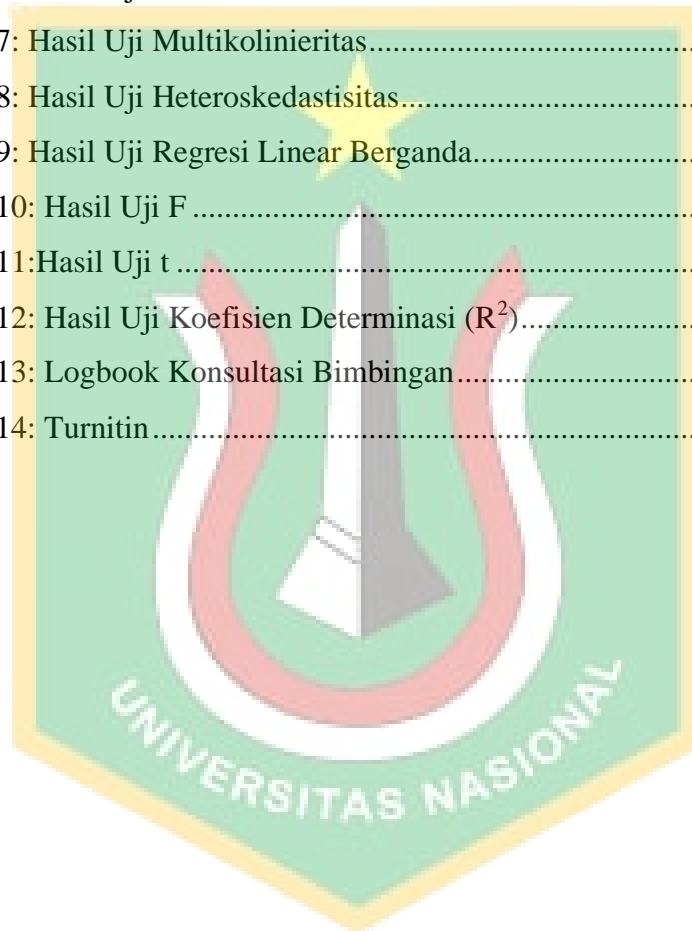 7: Hasil Uji Multikolinieritas........................................
8: Hasil Uji Heteroskedastisitas....................................
9: Hasil Uji Regresi Linear Berganda...........................
10: Hasil Uji F ..............................................................
11:Hasil Uji t ................................................................
12: Hasil Uji Koefisien Determinasi (R²).....................
13: Logbook Konsultasi Bimbingan.............................
14: Turnitin...................................................................
UNIVERSITAS NASIONAL